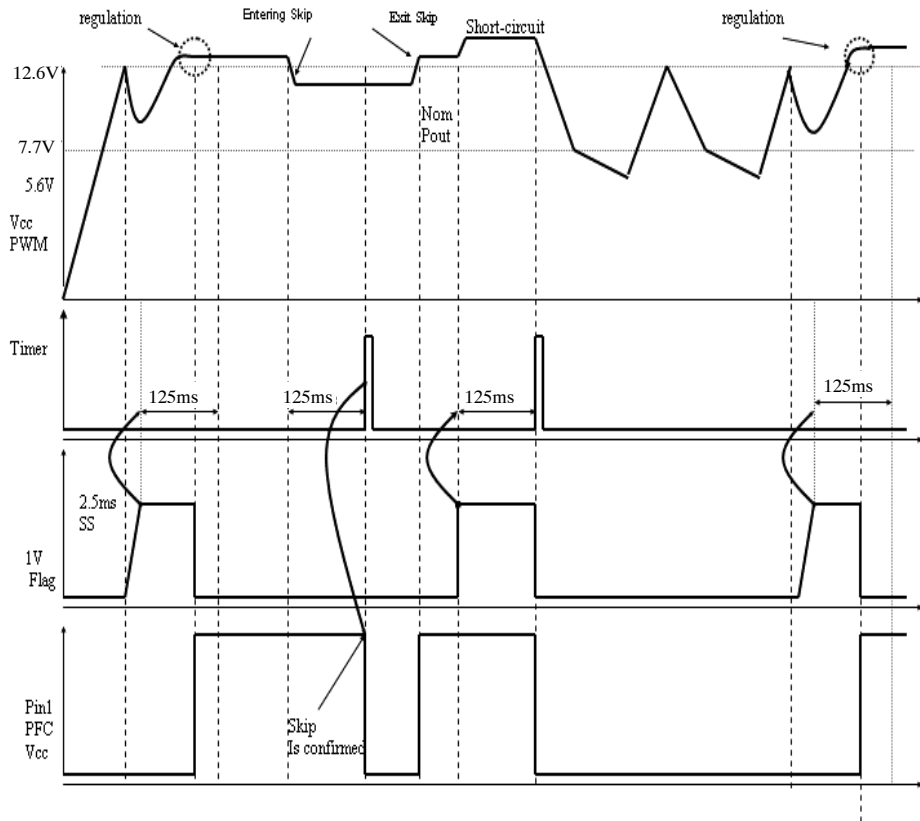 regulation
Entering Skip
Exit Skip
Short-circuit
regulation
12.6V
Nom
Pout
7.7V
5.6V
Vcc
PWM
Timer
125ms
125ms
125ms
125ms
2.5ms
SS
1V
Flag
Pin1
PFC
Vcc
Skip
Is confirmed